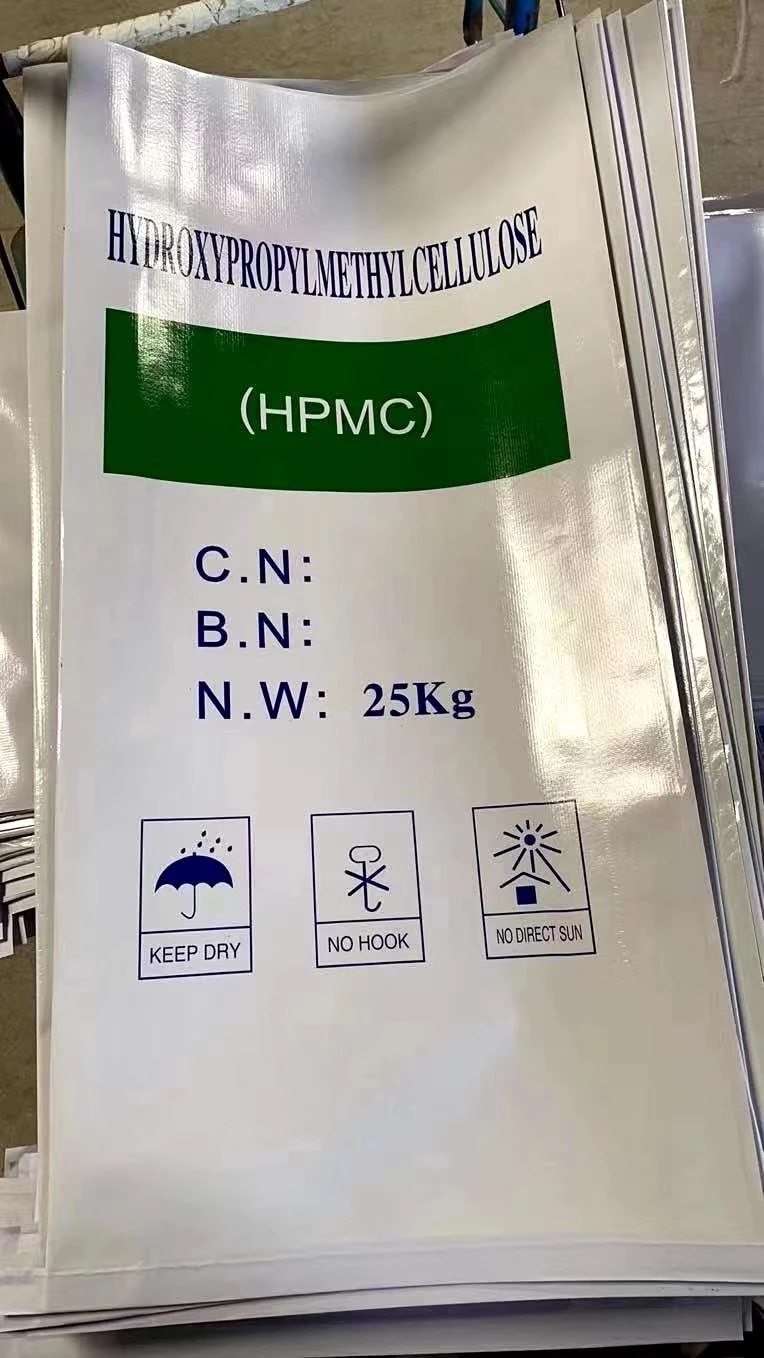 HYDROXYPROPYLMETHYLCELLULOSE
(HPMC)
C.N:
B.N:
N.W: 25Kg
KEEP DRY
NO HOOK
NO DIRECT SUN